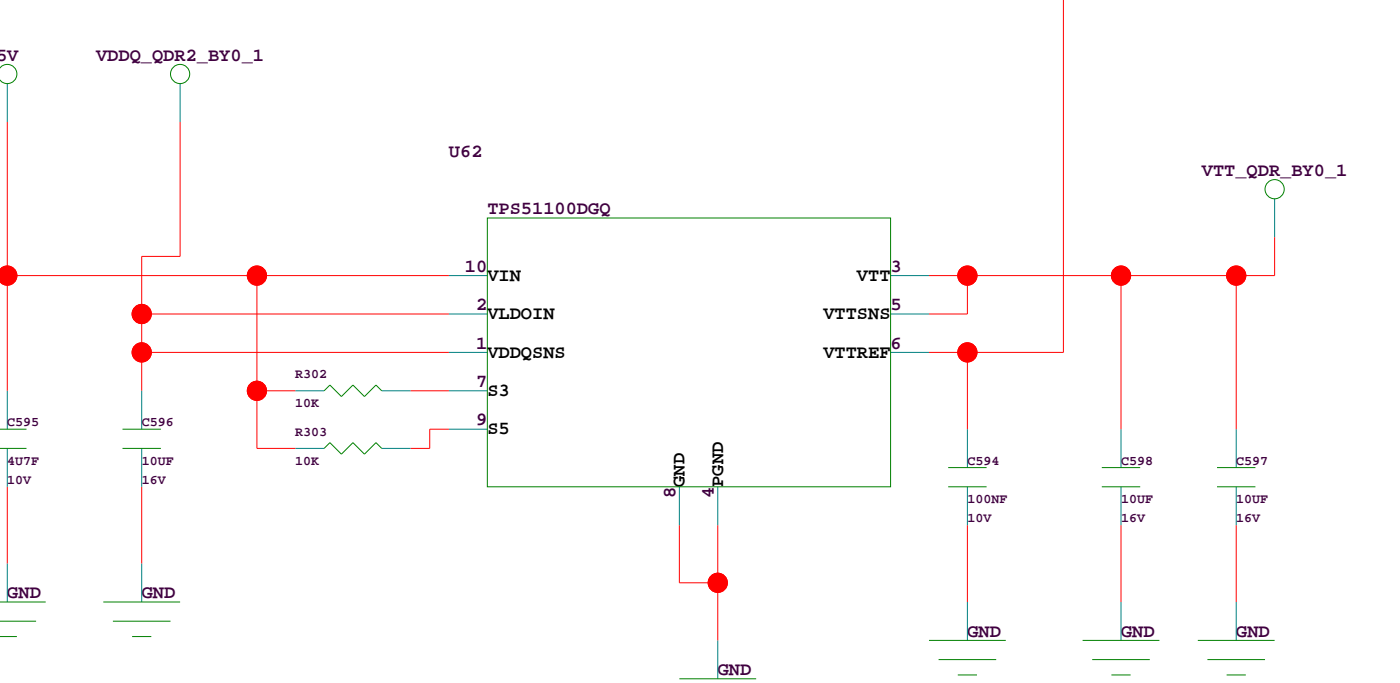 5V
VDDQ_QDR2_BY0_1
U62
VTT_QDR_BY0_1
TPS51100DGQ
10 VIN
VTT 3
2 VLDOIN
VTTSNS 5
1 VDDQSNS
VTTREF 6
R302
7 S3
10K
C595
C596
R303
9 S5
4U7F
10UF
10K
10V
16V
8 GND
4 PGND
C594
C598
C597
100NF
10UF
10UF
10V
16V
16V
GND
GND
GND
GND
GND
GND